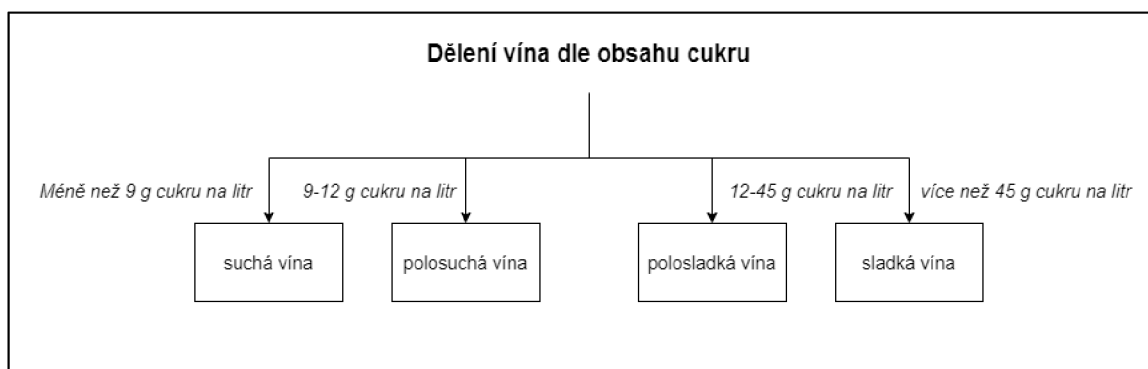 Dělení vína dle obsahu cukru
Méně než 9 g cukru na litr
9-12 g cukru na litr
12-45 g cukru na litr
více než 45 g cukru na litr
suchá vína
polosuchá vína
polosladká vína
sladká vína